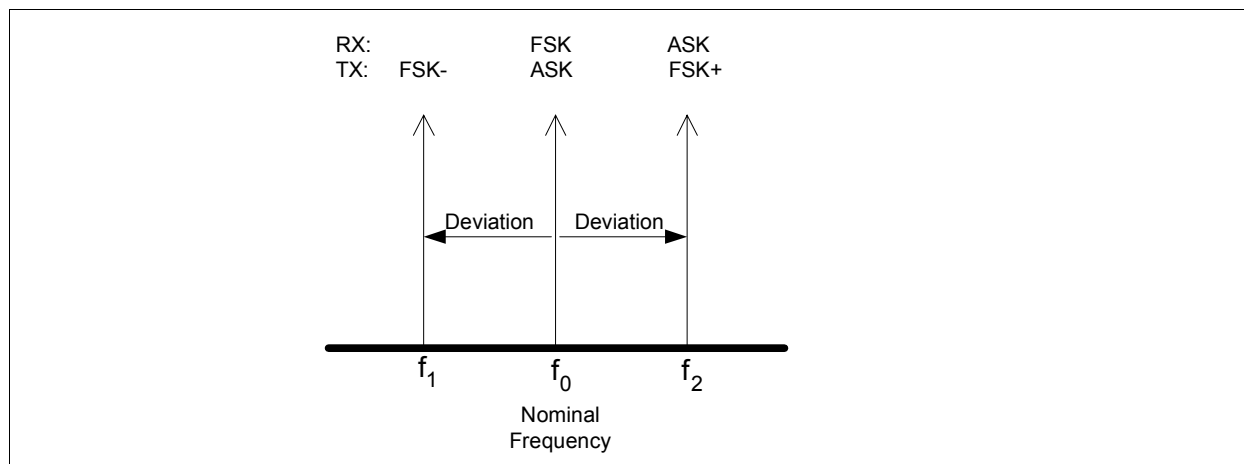 RX: FSK ASK
TX: FSK- ASK FSK+
Deviation Deviation
f1 f0 f2
Nominal
Frequency